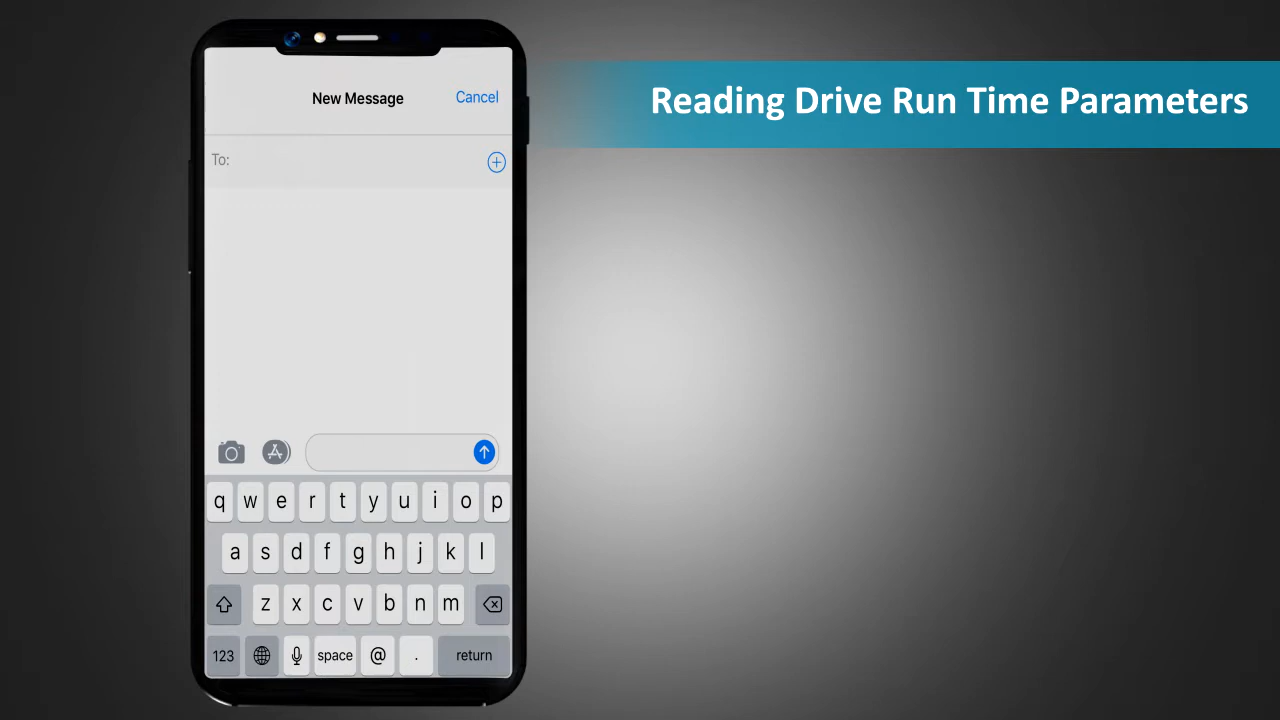 Reading Drive Run Time Parameters
New Message
Cancel
To:
q w e r t y u i o p
a s d f g h j k l
z x c v b n m
123 space @ . return